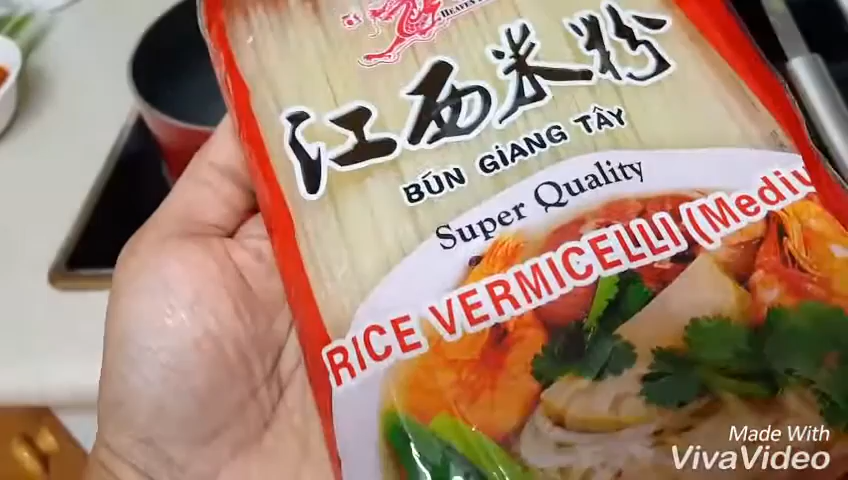 江西米粉
BÚN GIANG TÂY
Super Quality
RICE VERMICELLI (Mediu
Made With
VivaVideo